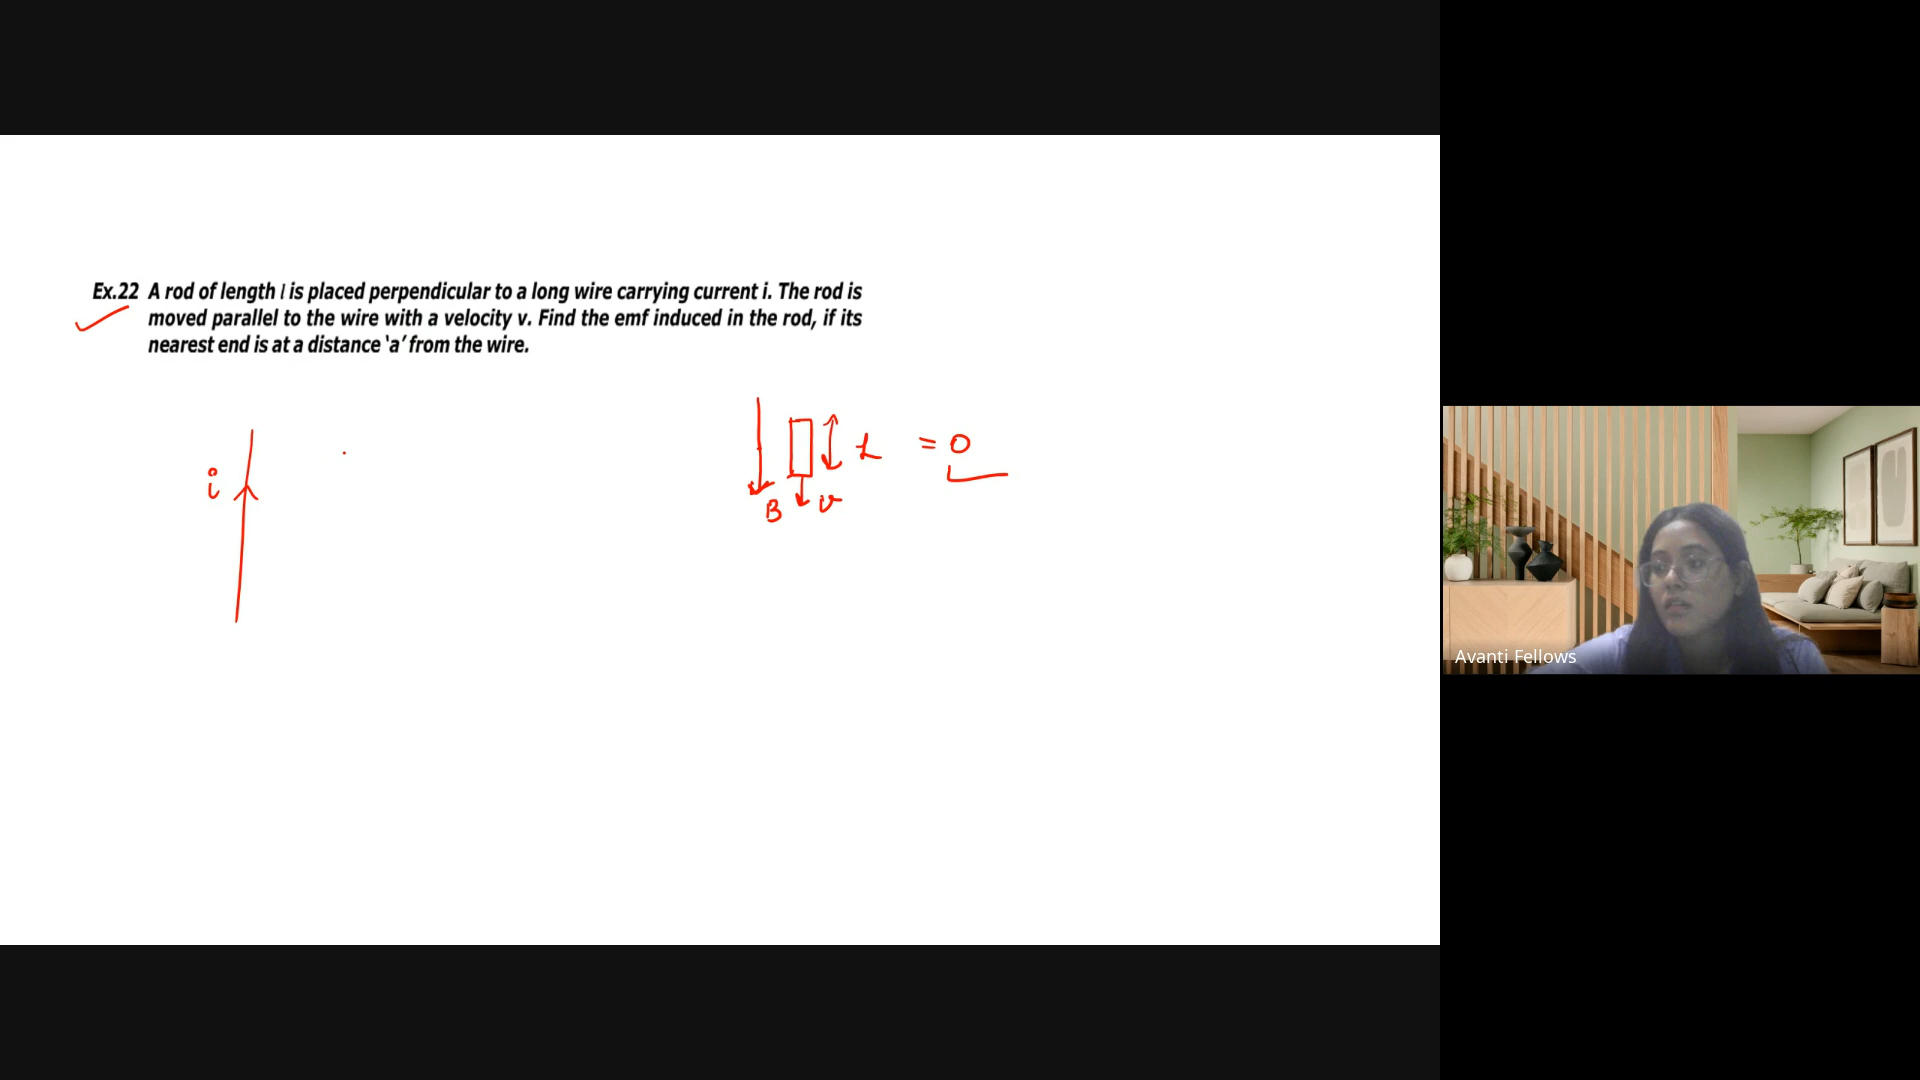 Ex.22 A rod of length l is placed perpendicular to a long wire carrying current i. The rod is
moved parallel to the wire with a velocity v. Find the emf induced in the rod, if its
nearest end is at a distance ‘a’ from the wire.
i
L = 0
B v
Avanti Fellows